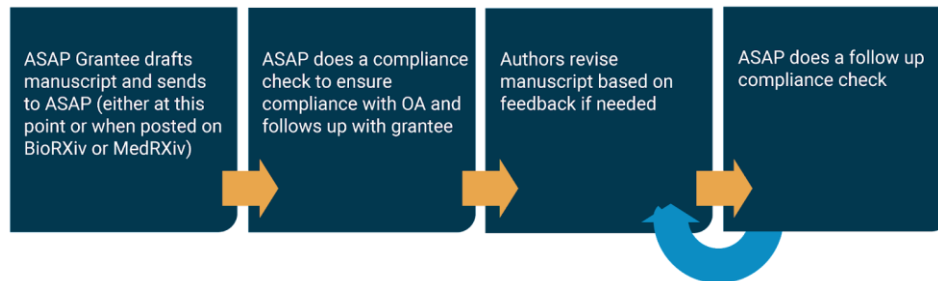 ASAP Grantee drafts
manuscript and sends
to ASAP (either at this
point or when posted on
BioRXiv or MedRXiv)
ASAP does a compliance
check to ensure
compliance with OA and
follows up with grantee
Authors revise
manuscript based on
feedback if needed
ASAP does a follow up
compliance check